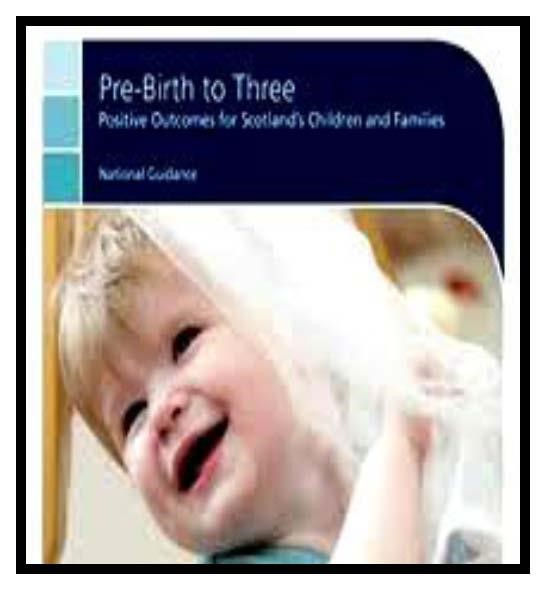 Pre-Birth to Three
Positive Outcomes for Scotland's Children and Families
National Guidance